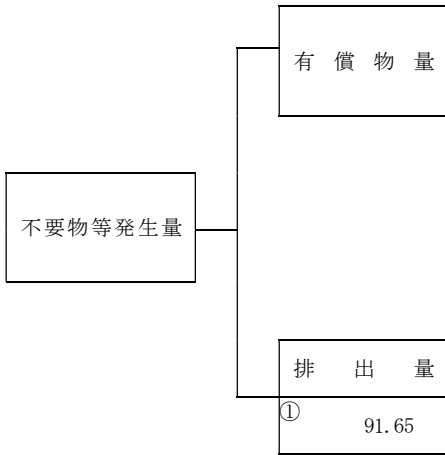 有償物量
不要物等発生量
排出量
①
91.65